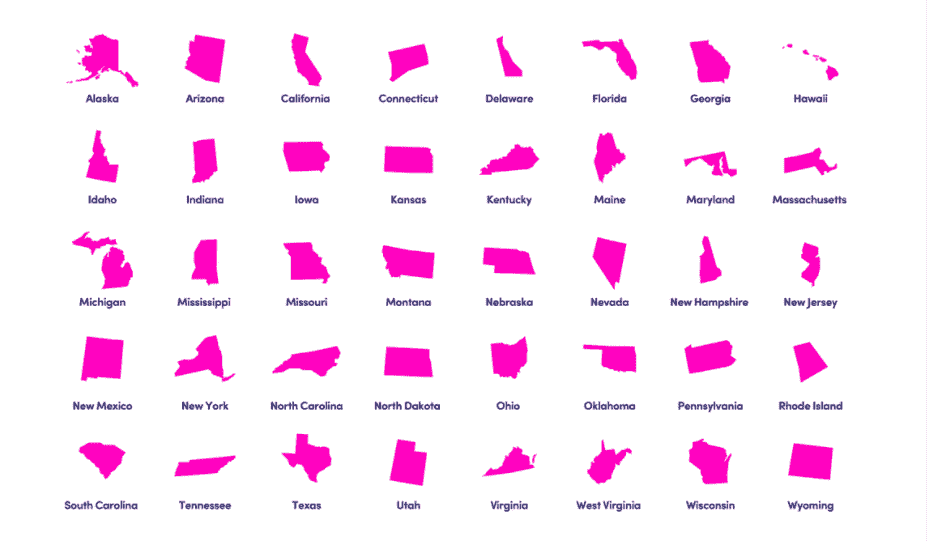 Alaska Arizona California Connecticut Delaware Florida Georgia Hawaii
Idaho Indiana Iowa Kansas Kentucky Maine Maryland Massachusetts
Michigan Mississippi Missouri Montana Nebraska Nevada New Hampshire New Jersey
New Mexico New York North Carolina North Dakota Ohio Oklahoma Pennsylvania Rhode Island
South Carolina Tennessee Texas Utah Virginia West Virginia Wisconsin Wyoming